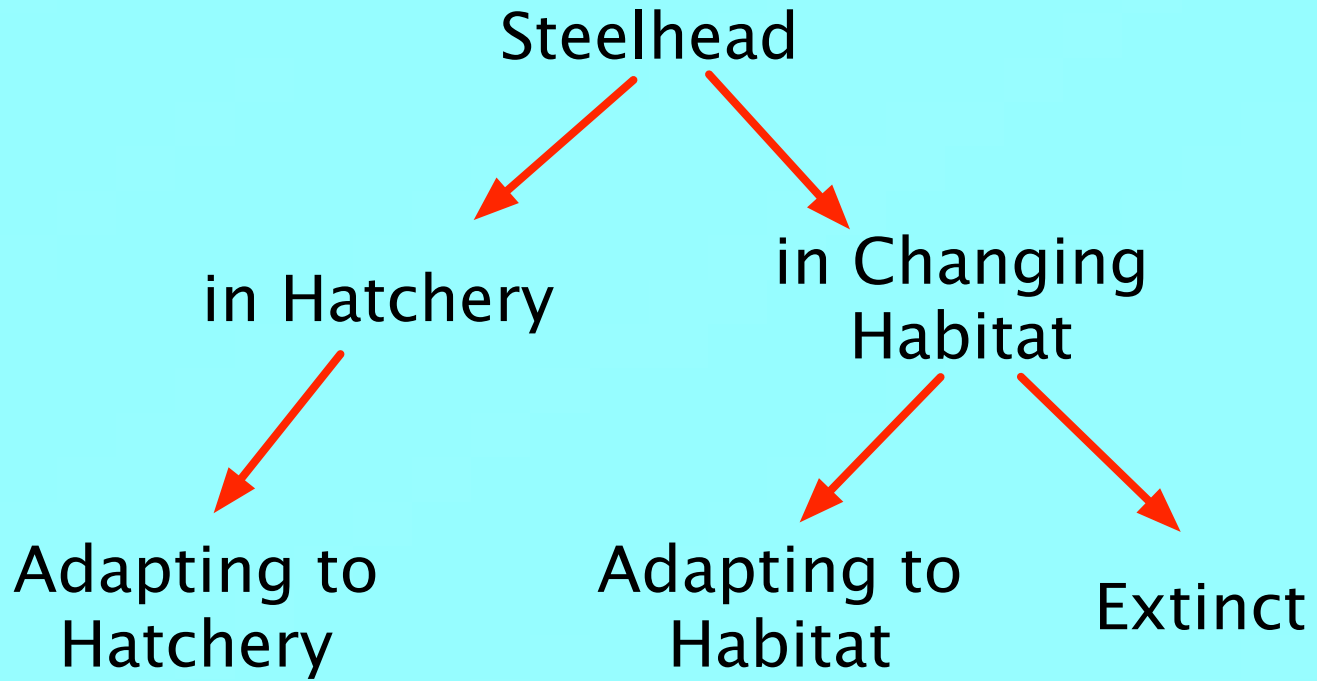 Steelhead
in Hatchery
in Changing
Habitat
Adapting to
Hatchery
Adapting to
Habitat
Extinct